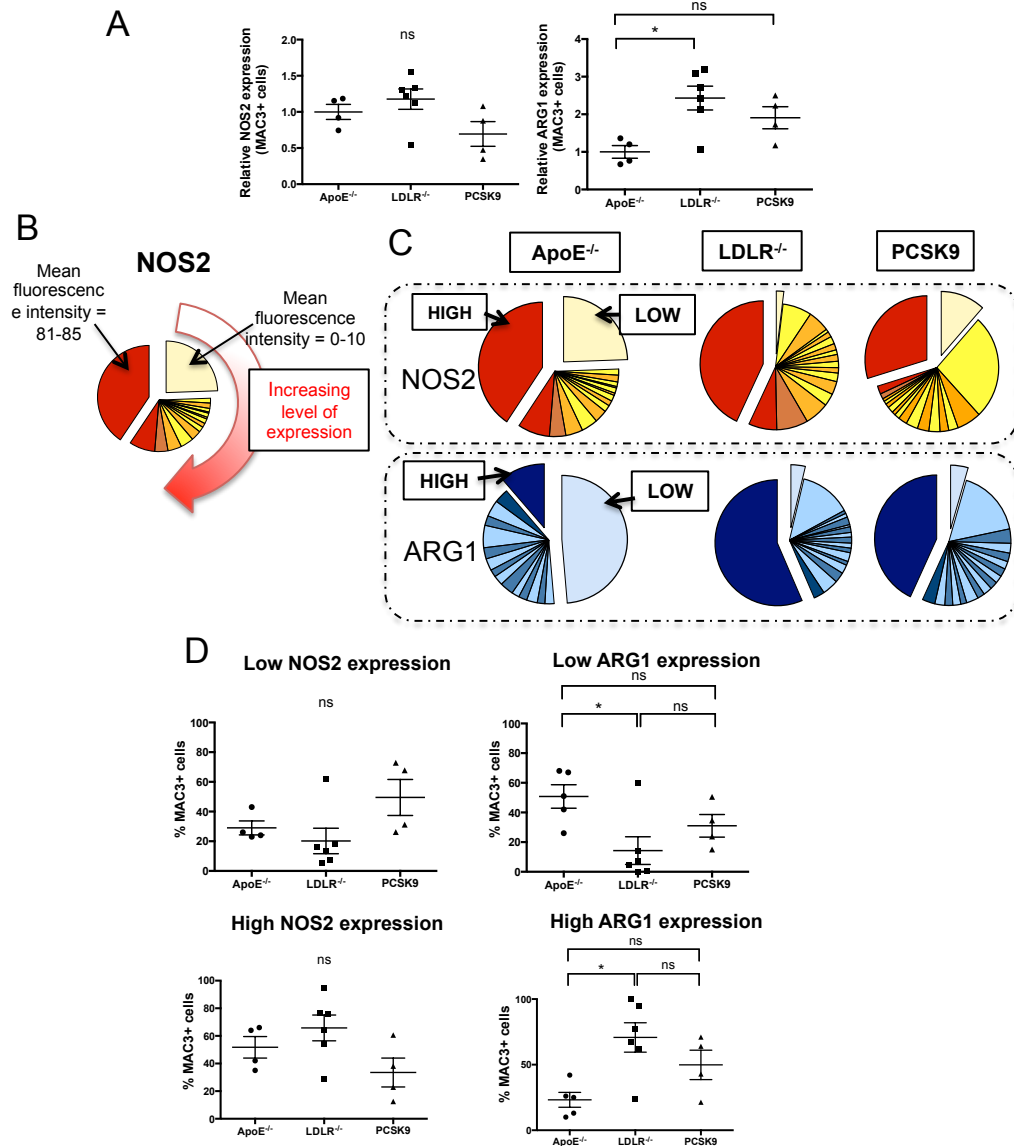 A
Relative NOS2 expression
(MAC3+ cells)
2.0
1.5
1.0
0.5
0.0
ns
ApoE-/-
LDLR-/-
PCSK9
Relative ARG1 expression
(MAC3+ cells)
4
3
2
1
0
ns
*
ApoE-/-
LDLR-/-
PCSK9
B
NOS2
Mean
fluorescenc
e intensity =
81-85
Mean
fluorescence
intensity = 0-10
Increasing
level of
expression
C
ApoE-/-
LDLR-/-
PCSK9
HIGH
LOW
NOS2
HIGH
LOW
ARG1
D
Low NOS2 expression
ns
% MAC3+ cells
100
80
60
40
20
0
ApoE-/-
LDLR-/-
PCSK9
Low ARG1 expression
ns
*
ns
% MAC3+ cells
100
80
60
40
20
0
ApoE-/-
LDLR-/-
PCSK9
High NOS2 expression
ns
% MAC3+ cells
100
80
60
40
20
0
ApoE-/-
LDLR-/-
PCSK9
High ARG1 expression
ns
*
ns
% MAC3+ cells
100
50
0
ApoE-/-
LDLR-/-
PCSK9